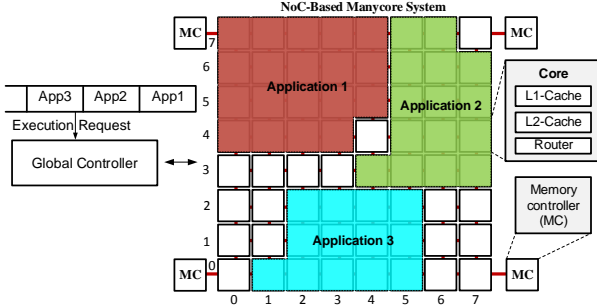 NoC-Based Manycore System
MC
7
MC
6
5
4
3
2
1
0
App3
App2
App1
Execution
Request
Global Controller
Application 1
Application 2
Application 3
Core
L1-Cache
L2-Cache
Router
Memory
controller
(MC)
MC
MC
0
1
2
3
4
5
6
7